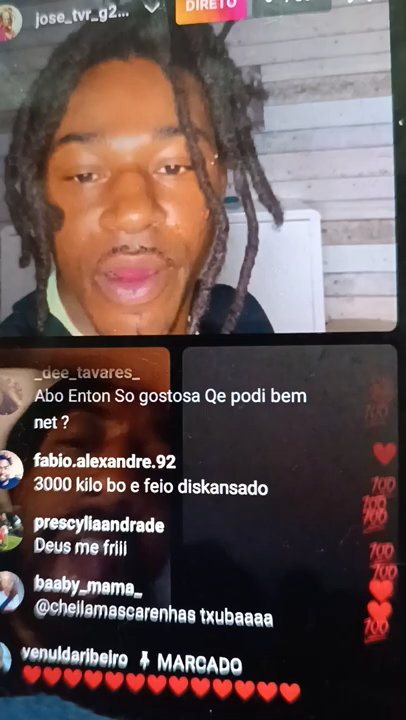 jose_tvr_g2...
DIRETO
_dee_tavares_
Abo Enton So gostosa Qe podi bem
net ?
fabio.alexandre.92
3000 kilo bo e feio diskansado
prescyliaandrade
Deus me friii
baaby_mama_
@cheilamascarenhas txubaaaa
venuldaribeiro MARCADO